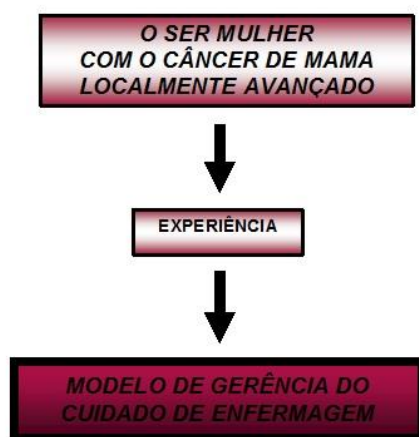 O SER MULHER
COM O CÂNCER DE MAMA
LOCALMENTE AVANÇADO
EXPERIÊNCIA
MODELO DE GERÊNCIA DO
CUIDADO DE ENFERMAGEM